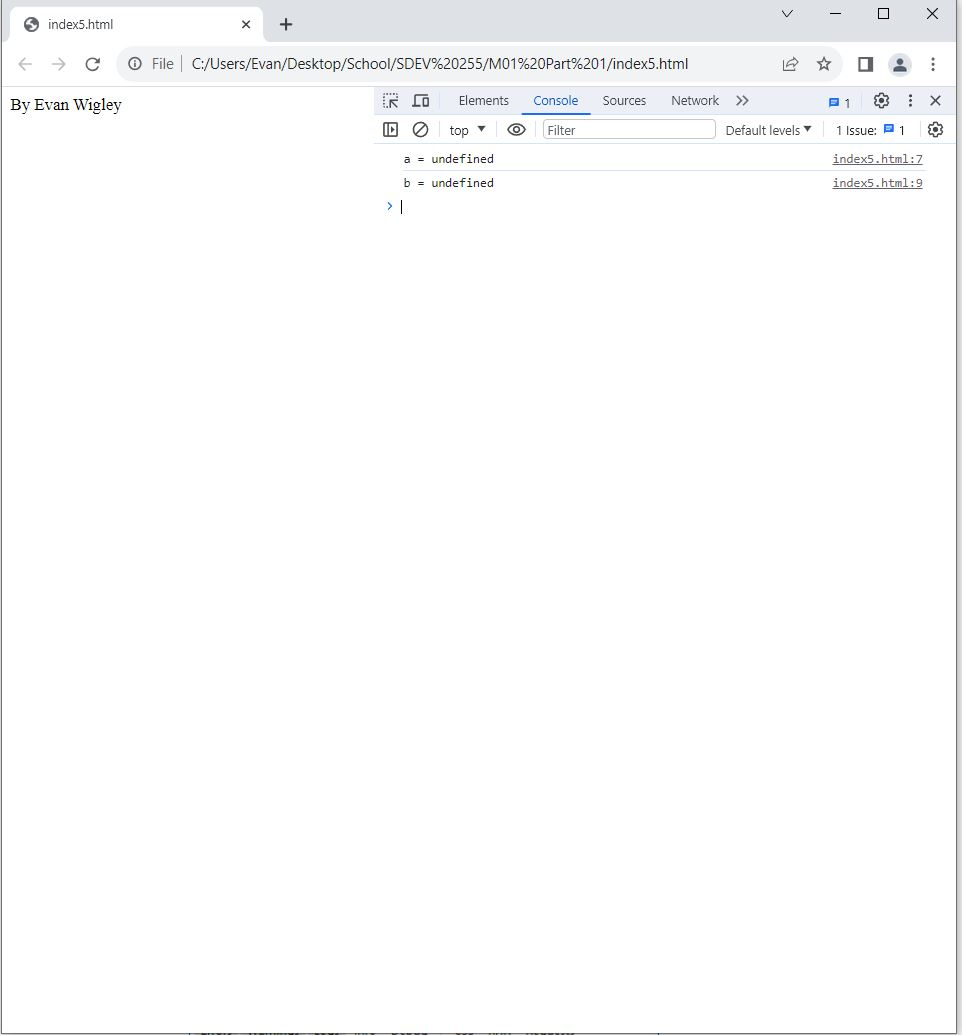 index5.html
File C:/Users/Evan/Desktop/School/SDEV%20255/M01%20Part%201/index5.html
By Evan Wigley
Elements Console Sources Network 1
top Filter Default levels 1 Issue: 1
a = undefined index5.html:7
b = undefined index5.html:9